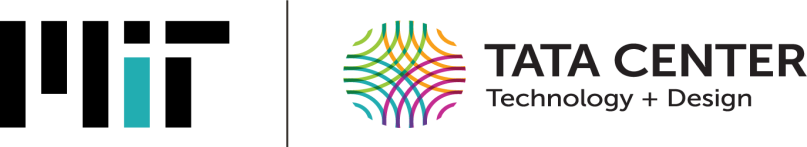 MIT
TATA CENTER
Technology + Design